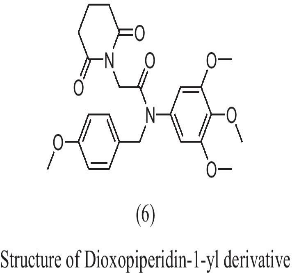 O
N O O
O
N O
O
O
(6)
Structure of Dioxopiperidin-1-yl derivative